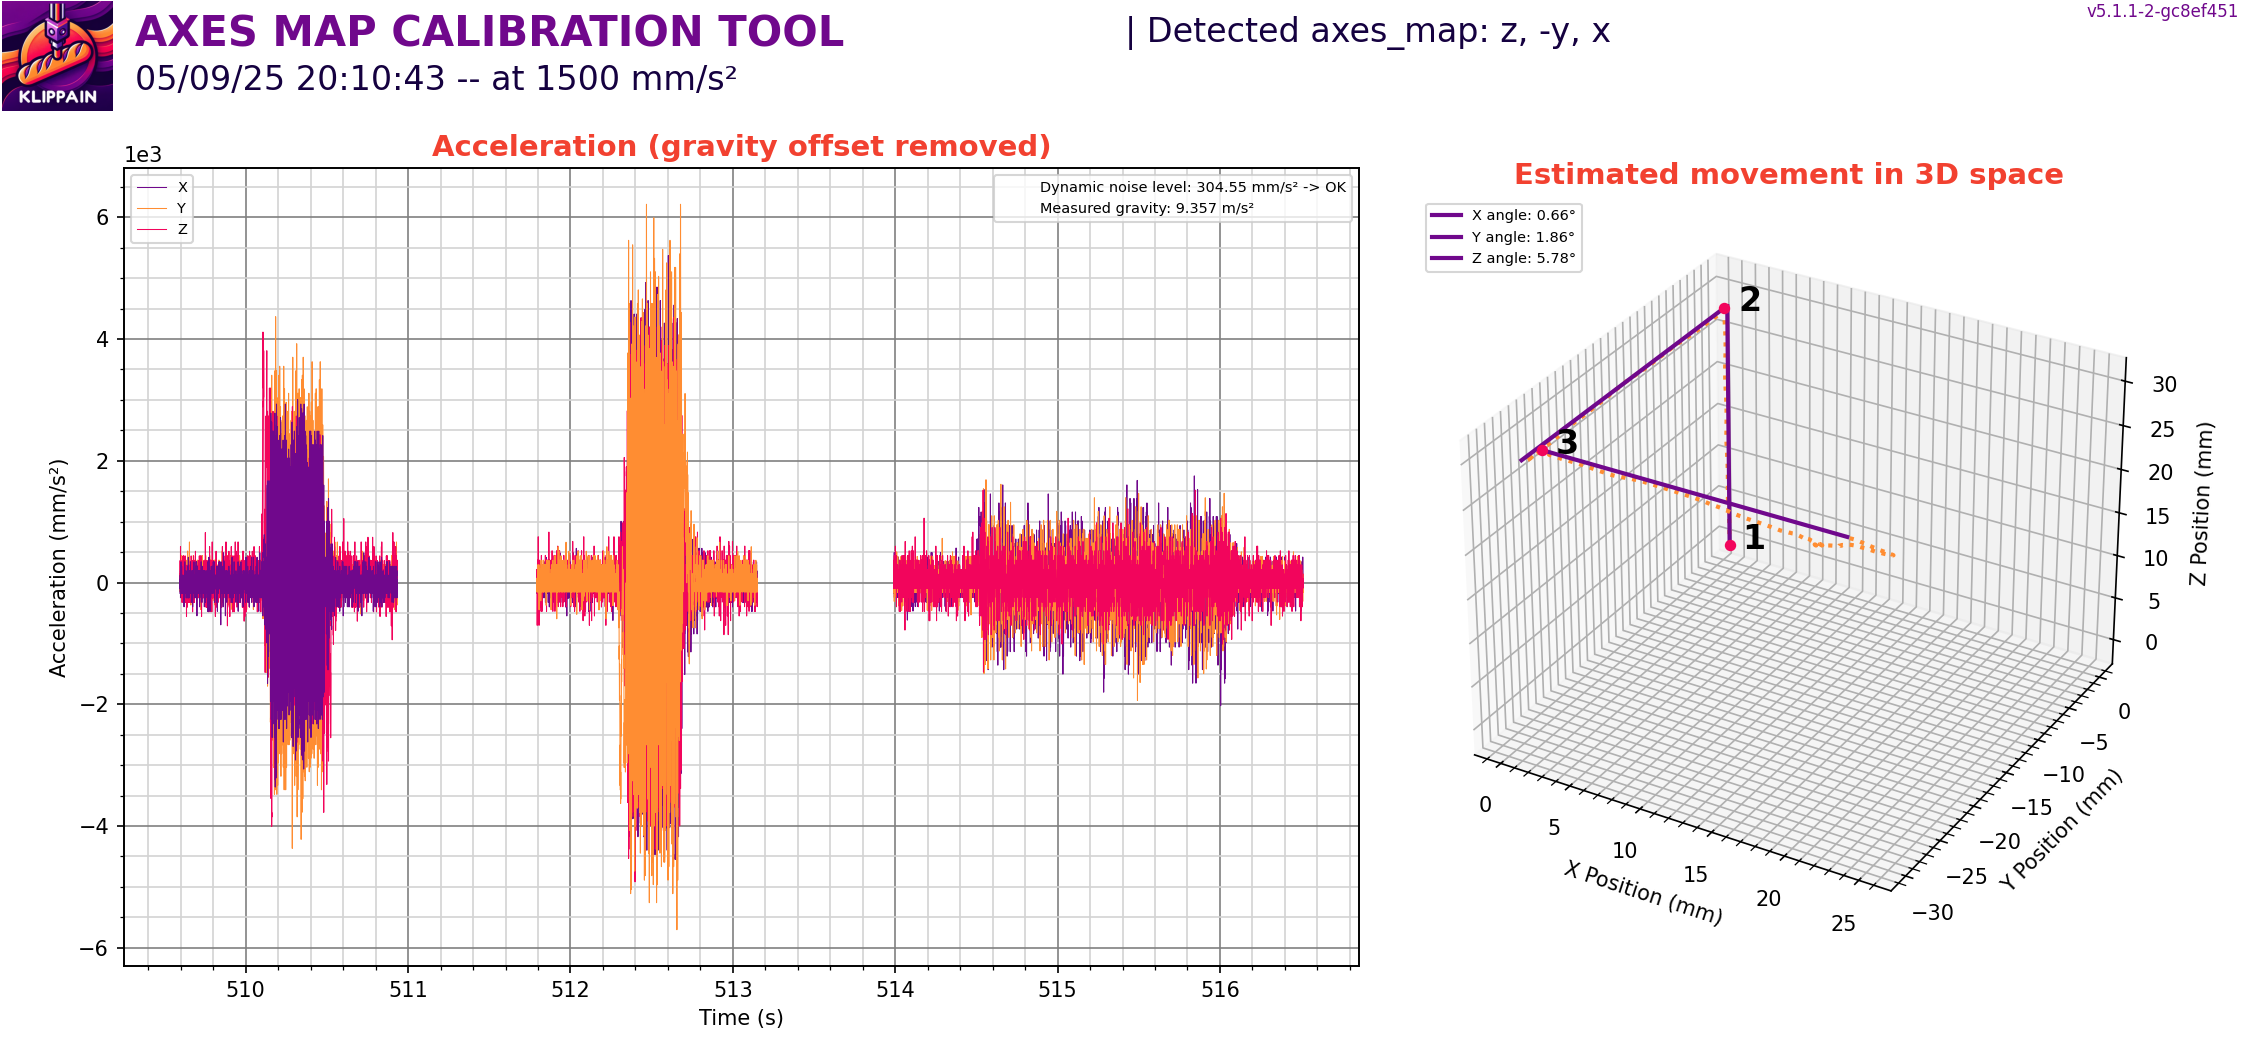 KLIPPAIN
AXES MAP CALIBRATION TOOL
05/09/25 20:10:43 -- at 1500 mm/s²
| Detected axes_map: z, -y, x
v5.1.1-2-gc8ef451
Acceleration (gravity offset removed)
1e3
X
Y
Z
Dynamic noise level: 304.55 mm/s² -> OK
Measured gravity: 9.357 m/s²
Acceleration (mm/s²)
6
4
2
0
−2
−4
−6
510
511
512
513
514
515
516
Time (s)
Estimated movement in 3D space
X angle: 0.66°
Y angle: 1.86°
Z angle: 5.78°
2
3
1
30
25
20
15
10
5
0
Z Position (mm)
0
−5
−10
−15
−20
−25
−30
Y Position (mm)
0
5
10
15
20
25
X Position (mm)